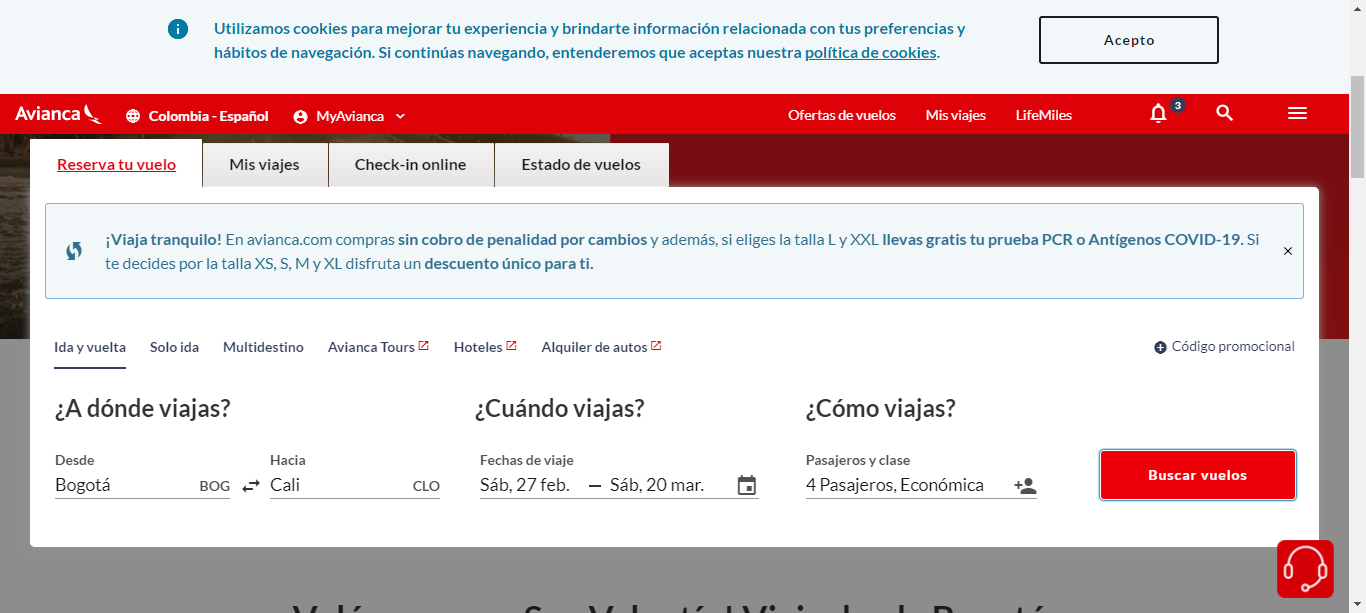 Utilizamos cookies para mejorar tu experiencia y brindarte información relacionada con tus preferencias y
hábitos de navegación. Si continúas navegando, entenderemos que aceptas nuestra política de cookies.
Acepto
Avianca
Colombia - Español
MyAvianca
Ofertas de vuelos
Mis viajes
LifeMiles
3
Reserva tu vuelo
Mis viajes
Check-in online
Estado de vuelos
¡Viaja tranquilo! En avianca.com compras sin cobro de penalidad por cambios y además, si eliges la talla L y XXL llevas gratis tu prueba PCR o Antígenos COVID-19. Si
te decides por la talla XS, S, M y XL disfruta un descuento único para ti.
Ida y vuelta
Solo ida
Multidestino
Avianca Tours
Hoteles
Alquiler de autos
Código promocional
¿A dónde viajas?
¿Cuándo viajas?
¿Cómo viajas?
Desde
Hacia
Fechas de viaje
Pasajeros y clase
Bogotá BOG
Cali CLO
Sáb, 27 feb. — Sáb, 20 mar.
4 Pasajeros, Económica
Buscar vuelos